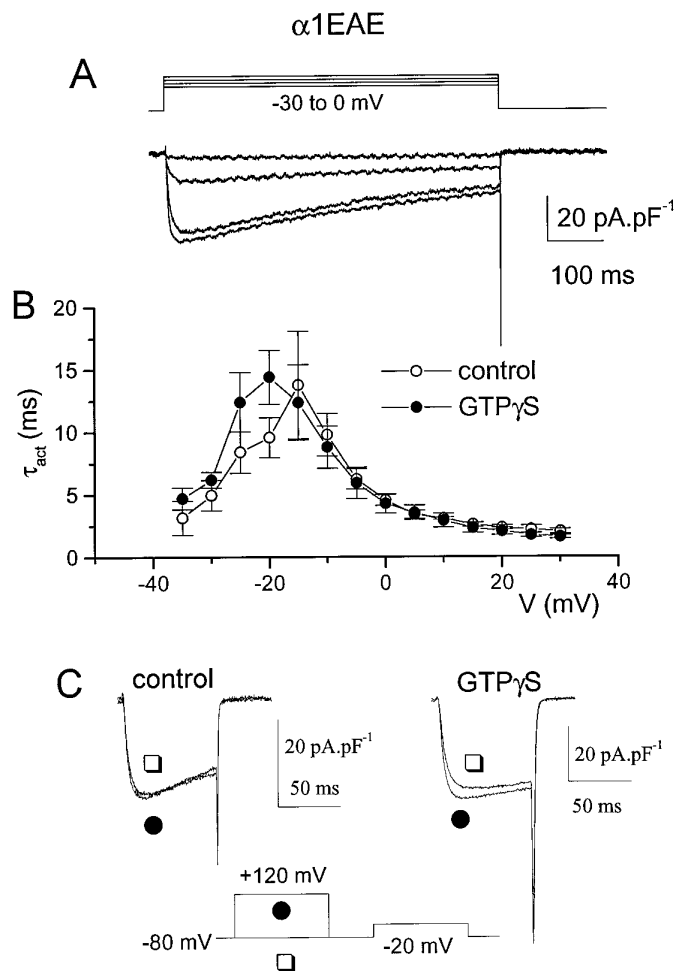 α1EAE
A
-30 to 0 mV
20 pA.pF⁻¹
100 ms
B
20
15
10
5
0
τact (ms)
control
GTPγS
-40
-20
0
20
40
V (mV)
C
control
GTPγS
20 pA.pF⁻¹
50 ms
20 pA.pF⁻¹
50 ms
+120 mV
-80 mV
-20 mV